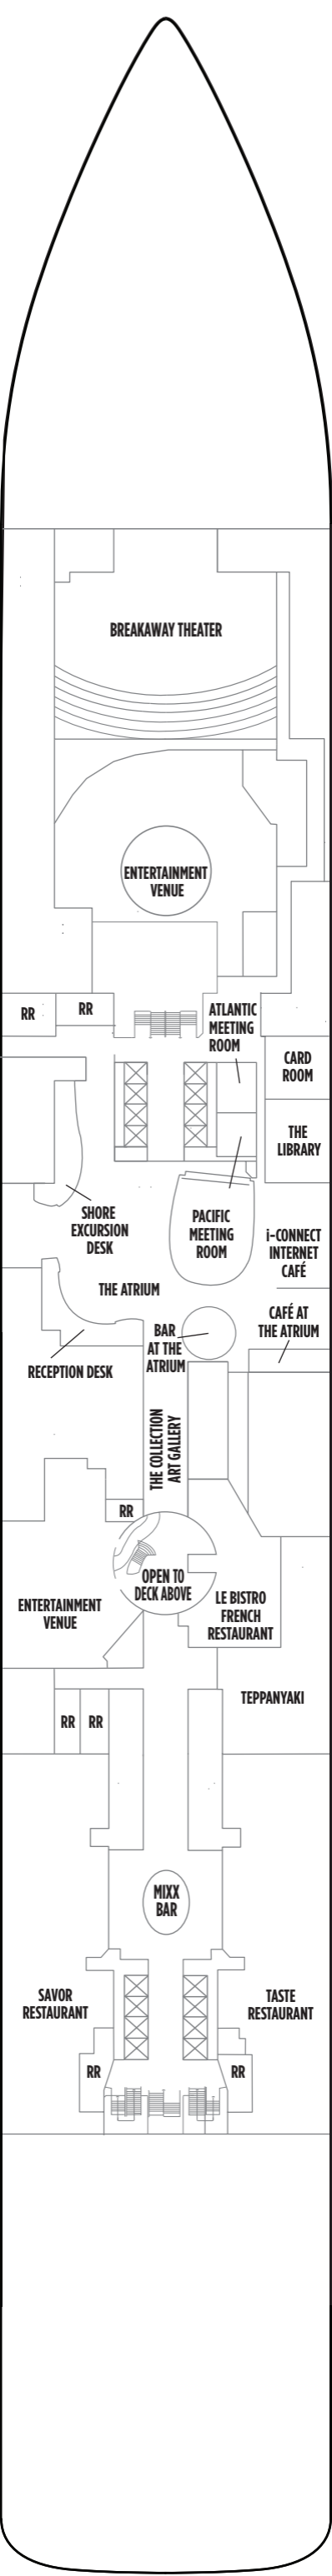 BREAKAWAY THEATER
ENTERTAINMENT
VENUE
RR
RR
ATLANTIC
MEETING
ROOM
CARD
ROOM
THE
LIBRARY
SHORE
EXCURSION
DESK
PACIFIC
MEETING
ROOM
i-CONNECT
INTERNET
CAFÉ
THE ATRIUM
CAFÉ AT
THE ATRIUM
BAR
AT THE
ATRIUM
RECEPTION DESK
THE COLLECTION
ART GALLERY
RR
OPEN TO
DECK ABOVE
ENTERTAINMENT
VENUE
LE BISTRO
FRENCH
RESTAURANT
TEPPANYAKI
RR
RR
MIXX
BAR
SAVOR
RESTAURANT
TASTE
RESTAURANT
RR
RR